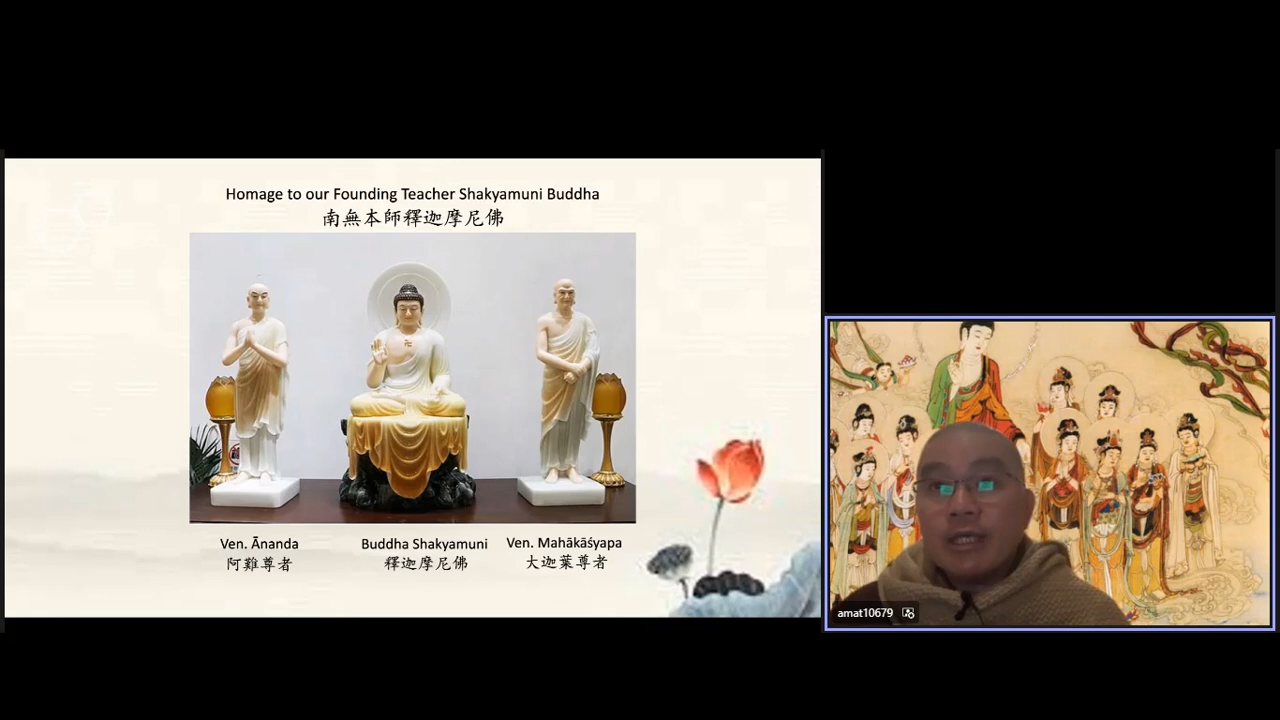 Homage to our Founding Teacher Shakyamuni Buddha
南無本師釋迦摩尼佛
Ven. Ānanda
阿難尊者
Buddha Shakyamuni
釋迦摩尼佛
Ven. Mahākāśyapa
大迦葉尊者
amat10679